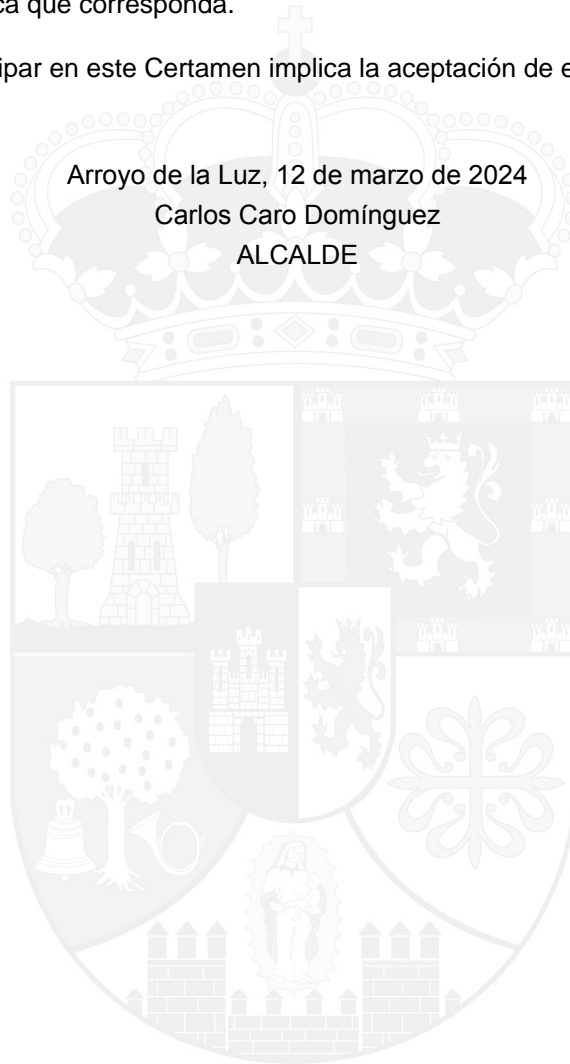 ca que corresponda.
ipar en este Certamen implica la aceptación de e
Arroyo de la Luz, 12 de marzo de 2024
Carlos Caro Domínguez
ALCALDE